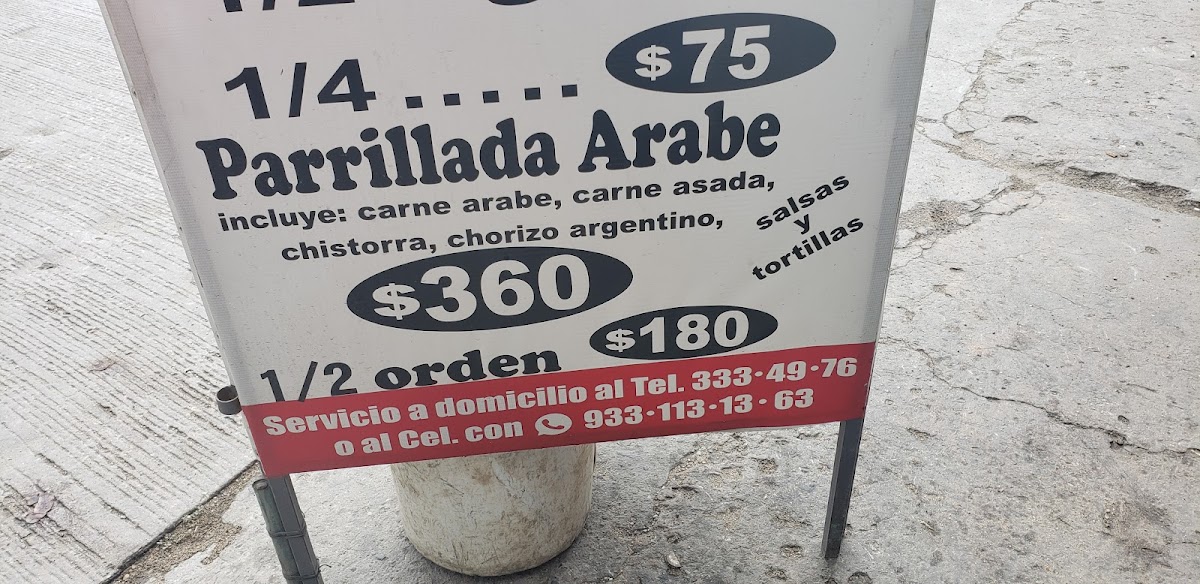 1/4 ..... $75
Parrillada Arabe
incluye: carne arabe, carne asada,
chistorra, chorizo argentino,
salsas
y
tortillas
$360
1/2 orden $180
Servicio a domicilio al Tel. 333·49·76
o al Cel. con 933·113·13·63